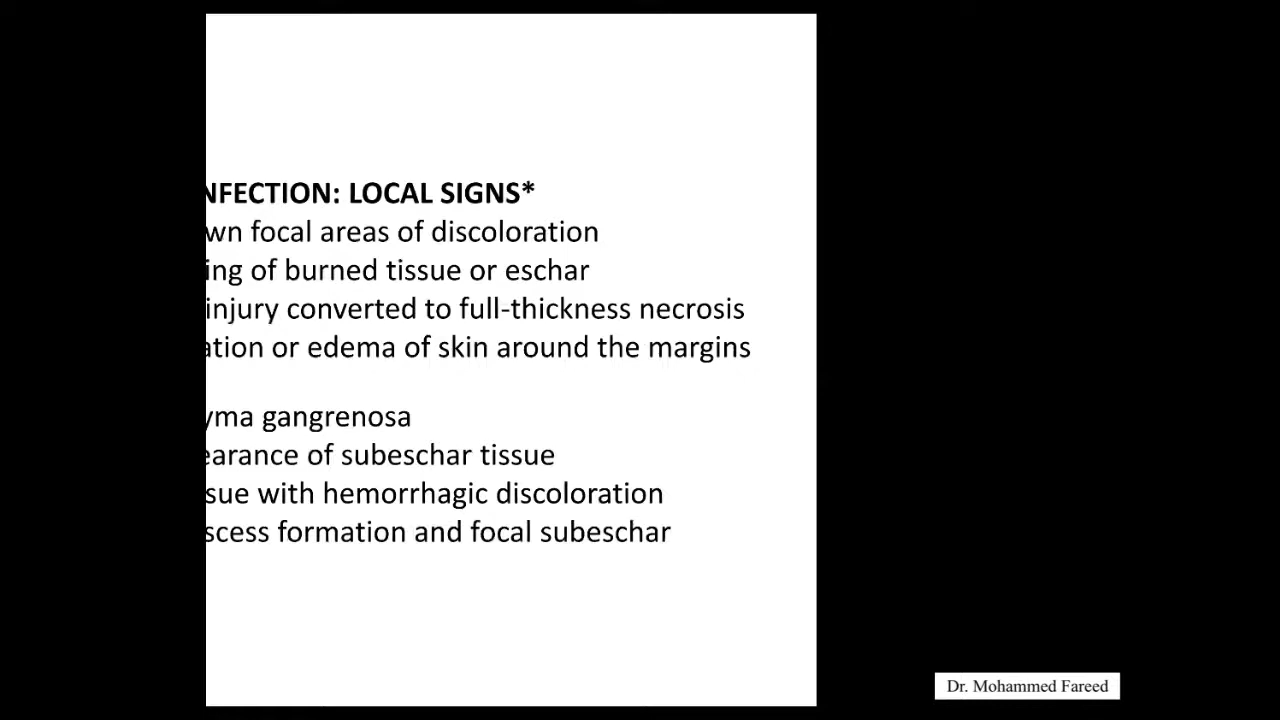 NFECTION: LOCAL SIGNS*
wn focal areas of discoloration
ing of burned tissue or eschar
injury converted to full-thickness necrosis
ation or edema of skin around the margins
yma gangrenosa
earance of subeschar tissue
sue with hemorrhagic discoloration
scess formation and focal subeschar
Dr. Mohammed Fareed